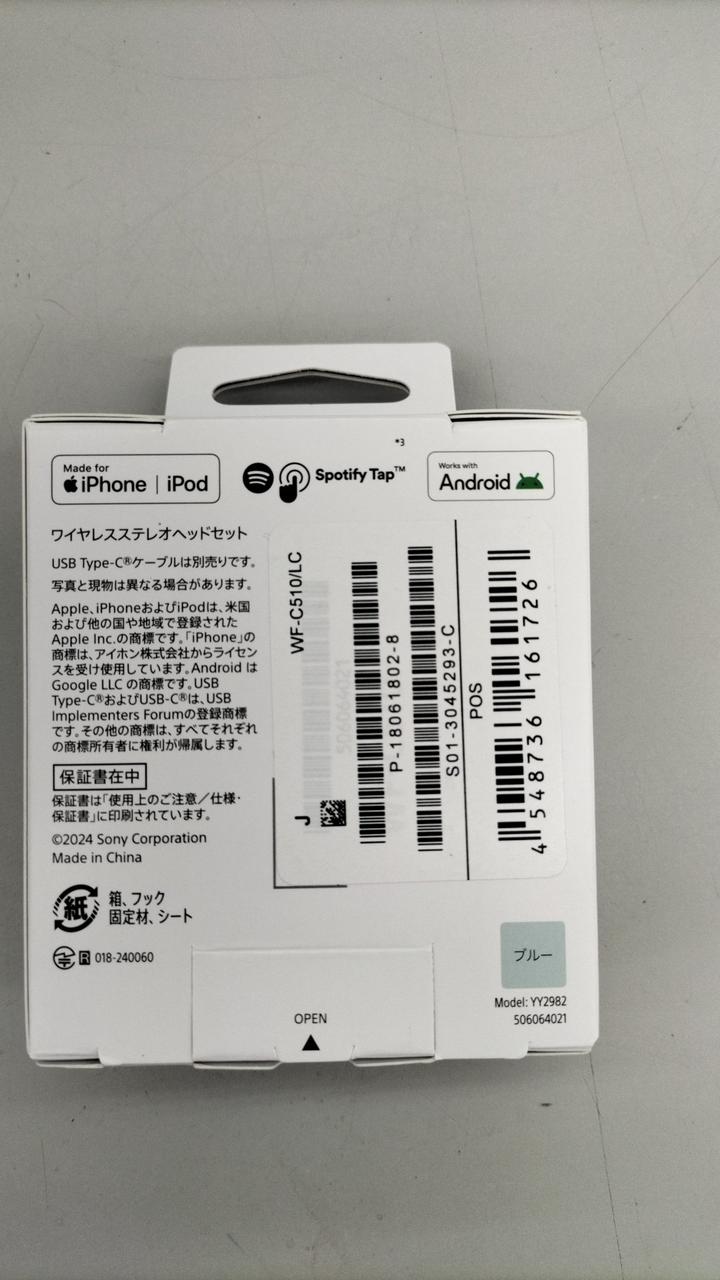 *3
Made for
iPhone | iPod
Spotify Tap™
Works with
Android
ワイヤレスステレオヘッドセット
USB Type-C®ケーブルは別売りです。
写真と現物は異なる場合があります。
Apple、iPhoneおよびiPodは、米国
および他の国や地域で登録された
Apple Inc.の商標です。「iPhone」の
商標は、アイホン株式会社からライセン
スを受け使用しています。Android は
Google LLC の商標です。USB
Type-C®およびUSB-C®は、USB
Implementers Forumの登録商標
です。その他の商標は、すべてそれぞれ
の商標所有者に権利が帰属します。
保証書在中
保証書は「使用上のご注意／仕様・
保証書」に印刷されています。
©2024 Sony Corporation
Made in China
紙
箱、フック
固定材、シート
R 018-240060
WF-C510/LC
J
506064021
P-18061802-8
S01-3045293-C
POS
4 548736 161726
ブルー
Model: YY2982
506064021
OPEN